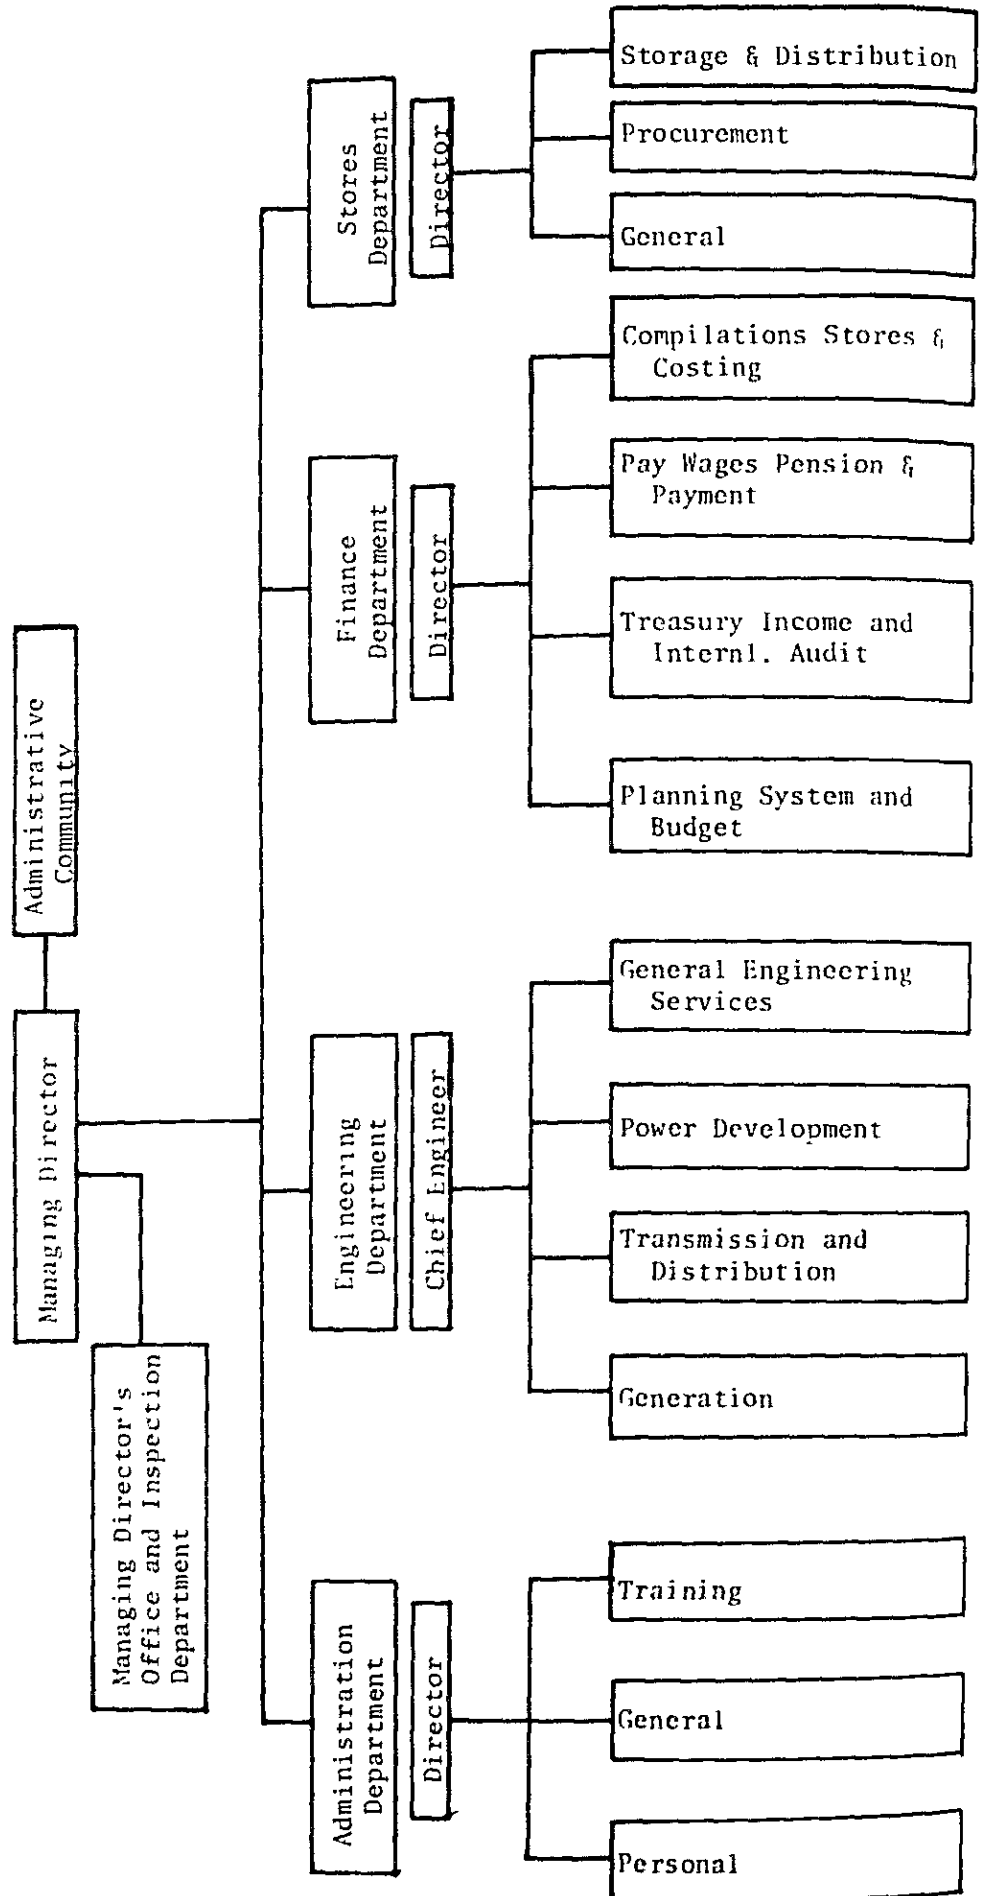 Administrative
Community
Managing Director
Managing Director's
Office and Inspection
Department
Administration
Department
Director
Personal
General
Training
Engineering
Department
Chief Engineer
Generation
Transmission and
Distribution
Power Development
General Engineering
Services
Finance
Department
Director
Planning System and
Budget
Treasury Income and
Internl. Audit
Pay Wages Pension &
Payment
Compilations Stores &
Costing
Stores
Department
Director
General
Procurement
Storage & Distribution